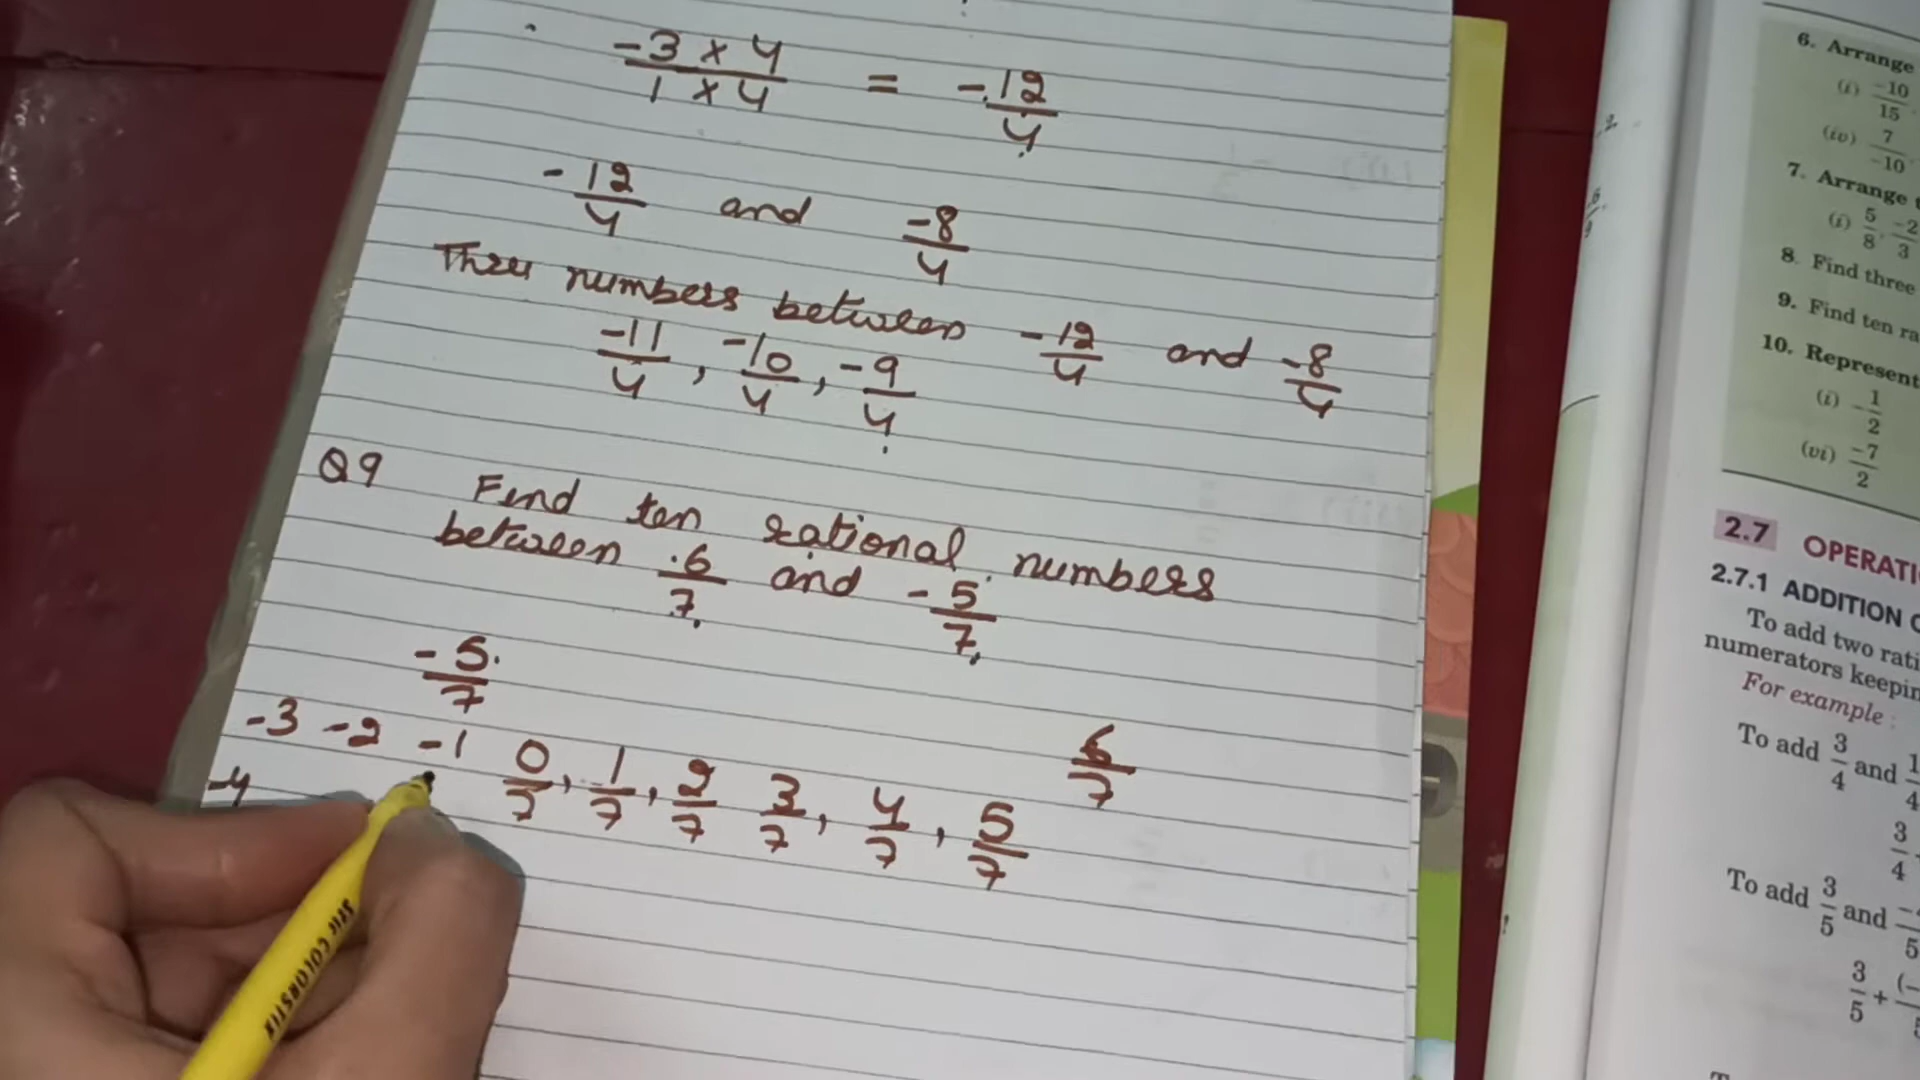 -3 × 4 / 1 × 4 = -12/4
-12/4 and -8/4
Three numbers between -12/4 and -8/4
-11/4, -10/4, -9/4
Q9 Find ten rational numbers
between 6/7 and -5/7
-5/7 6/7
-3 -2 -1 0/7, 1/7, 2/7 3/7, 4/7, 5/7
-4
SKETCH COLORSTIX
6. Arrange
(i) -10/15
(iv) 7/-10
7. Arrange t
(i) 5/8, -2/3
8. Find three
9. Find ten ra
10. Represent
(i) -1/2
(vi) -7/2
2.7 OPERATI
2.7.1 ADDITION O
To add two rati
numerators keepin
For example :
To add 3/4 and 1/4
3/4
To add 3/5 and
3/5 + (-